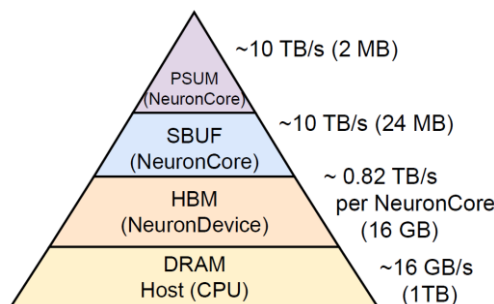 ~10 TB/s (2 MB)
PSUM
(NeuronCore)
~10 TB/s (24 MB)
SBUF
(NeuronCore)
~ 0.82 TB/s
per NeuronCore
(16 GB)
HBM
(NeuronDevice)
DRAM
Host (CPU)
~16 GB/s
(1TB)